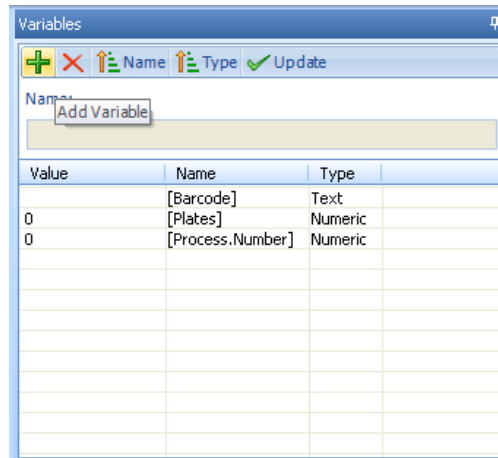 Variables
Name Type Update
Name:
Add Variable
Value Name Type
[Barcode] Text
0 [Plates] Numeric
0 [Process.Number] Numeric